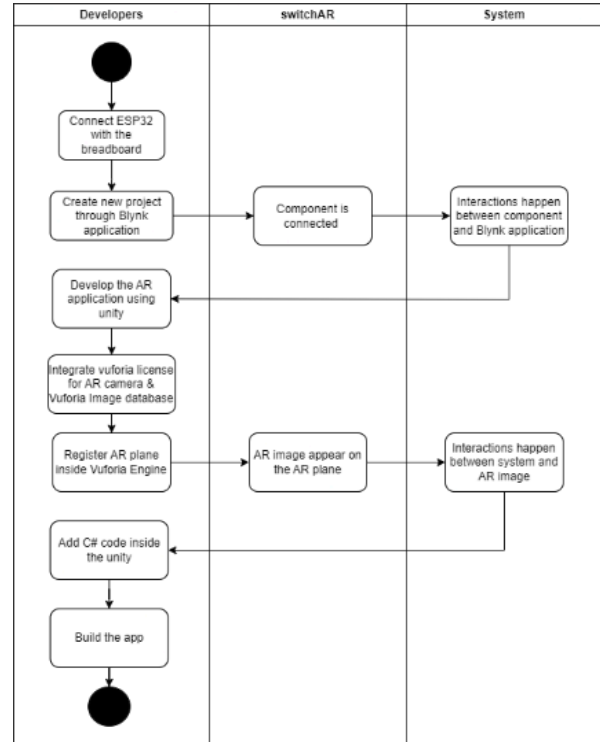 Developers
switchAR
System
Connect ESP32
with the
breadboard
Create new project
through Blynk
application
Component is
connected
Interactions happen
between component
and Blynk application
Develop the AR
application using
unity
Integrate vuforia license
for AR camera &
Vuforia Image database
Register AR plane
inside Vuforia Engine
AR image appear on
the AR plane
Interactions happen
between system and
AR image
Add C# code inside
the unity
Build the app